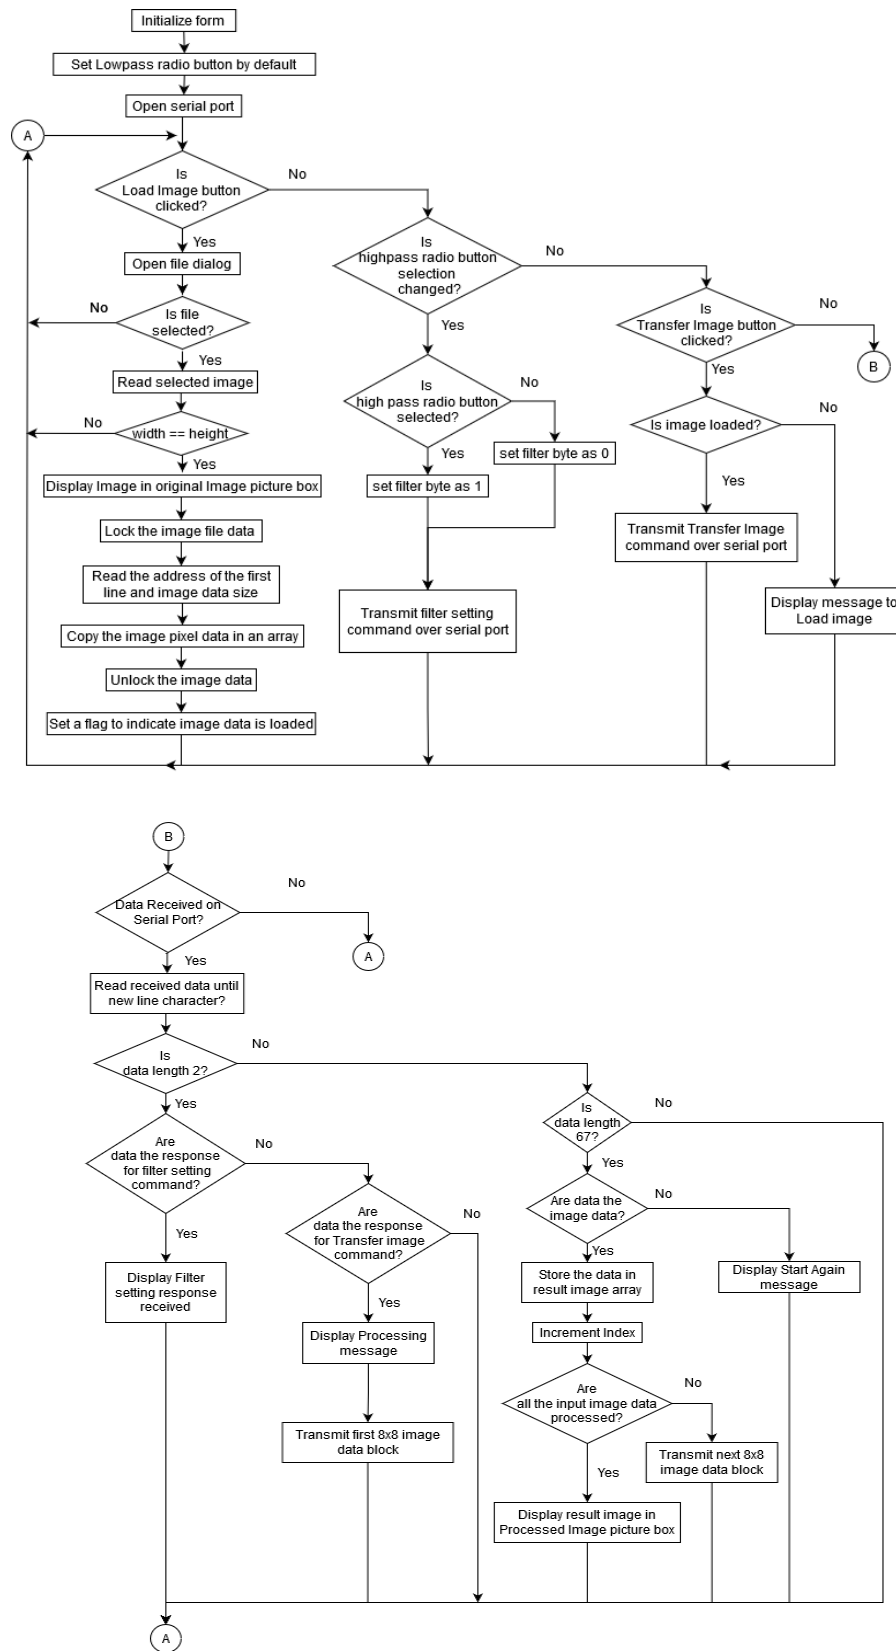 Initialize form
Set Lowpass radio button by default
Open serial port
A
Is
Load Image button
clicked?
No
Yes
Open file dialog
Is file
selected?
No
Yes
Read selected image
width == height
No
Yes
Display Image in original Image picture box
Lock the image file data
Read the address of the first
line and image data size
Copy the image pixel data in an array
Unlock the image data
Set a flag to indicate image data is loaded
Is
highpass radio button
selection
changed?
No
Yes
Is
high pass radio button
selected?
No
Yes
set filter byte as 0
set filter byte as 1
Transmit filter setting
command over serial port
Is
Transfer Image button
clicked?
No
B
Yes
Is image loaded?
No
Yes
Transmit Transfer Image
command over serial port
Display message to
Load image
B
Data Received on
Serial Port?
No
A
Yes
Read received data until
new line character?
Is
data length 2?
No
Yes
Are
data the response
for filter setting
command?
No
Yes
Display Filter
setting response
received
Are
data the response
for Transfer image
command?
No
Yes
Display Processing
message
Transmit first 8x8 image
data block
Is
data length
67?
No
Yes
Are data the
image data?
No
Yes
Display Start Again
message
Store the data in
result image array
Increment Index
Are
all the input image data
processed?
No
Yes
Transmit next 8x8
image data block
Display result image in
Processed Image picture box
A